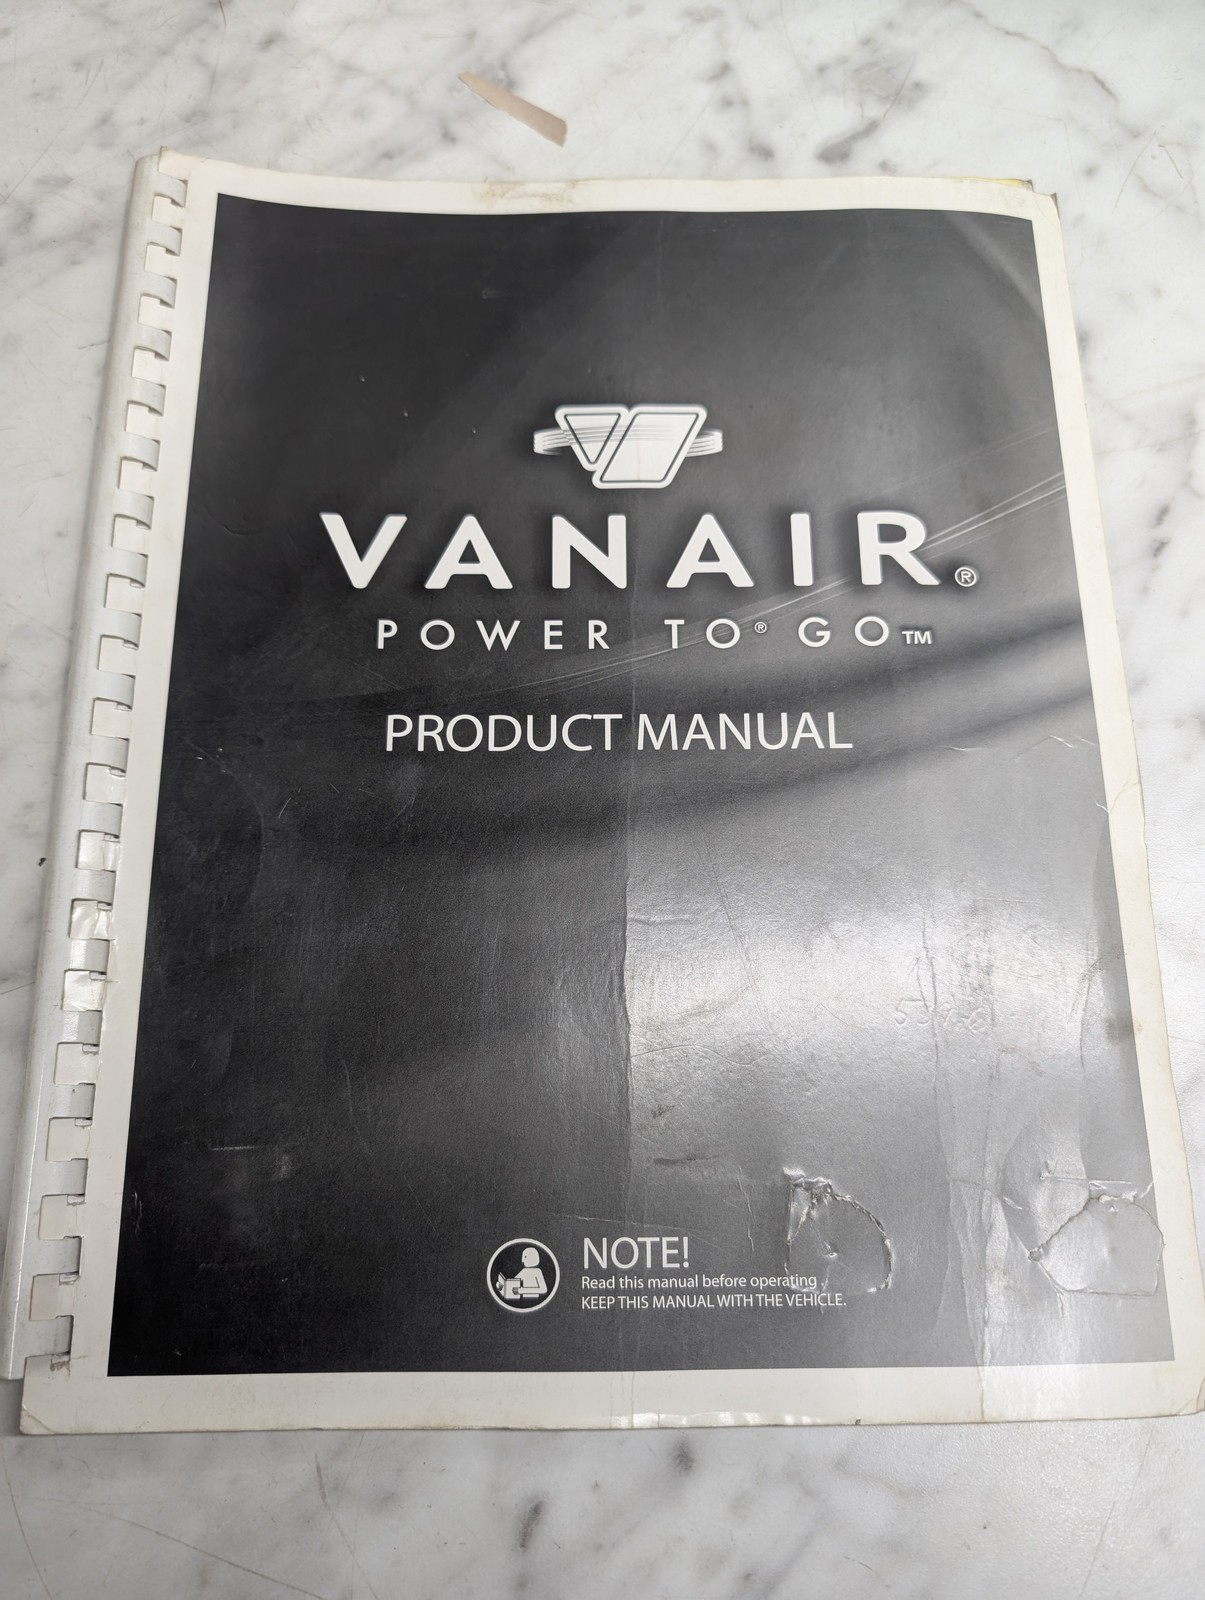 VANAIR®
POWER TO® GO™
PRODUCT MANUAL
NOTE!
Read this manual before operating .
KEEP THIS MANUAL WITH THE VEHICLE.